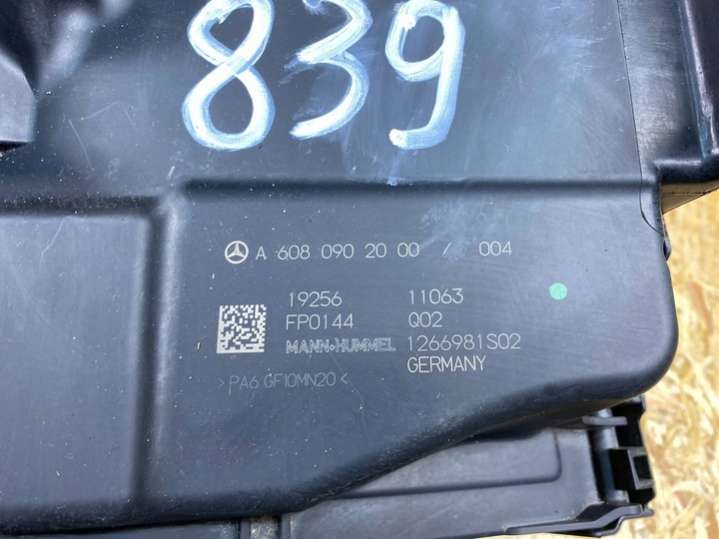 839
A 608 090 20 00 / 004
19256 11063
FP0144 Q02
MANN+HUMMEL 1266981S02
GERMANY
>PA6 GF10MN20<